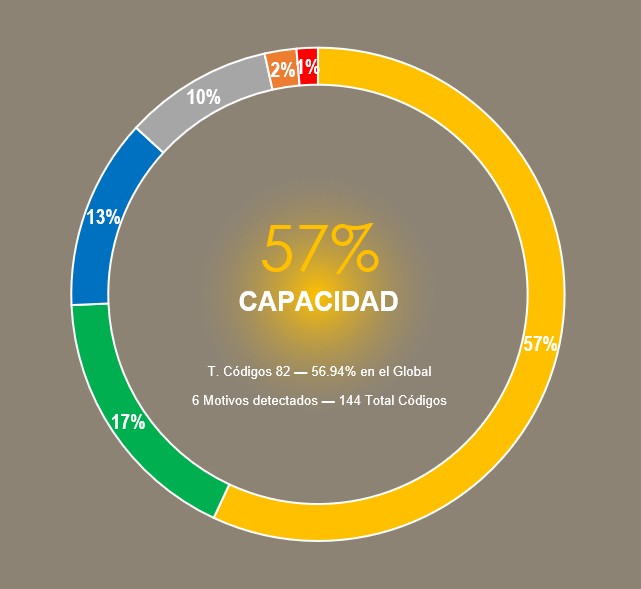 2%
1%
10%
13%
57%
CAPACIDAD
57%
T. Códigos 82 — 56.94% en el Global
6 Motivos detectados — 144 Total Códigos
17%